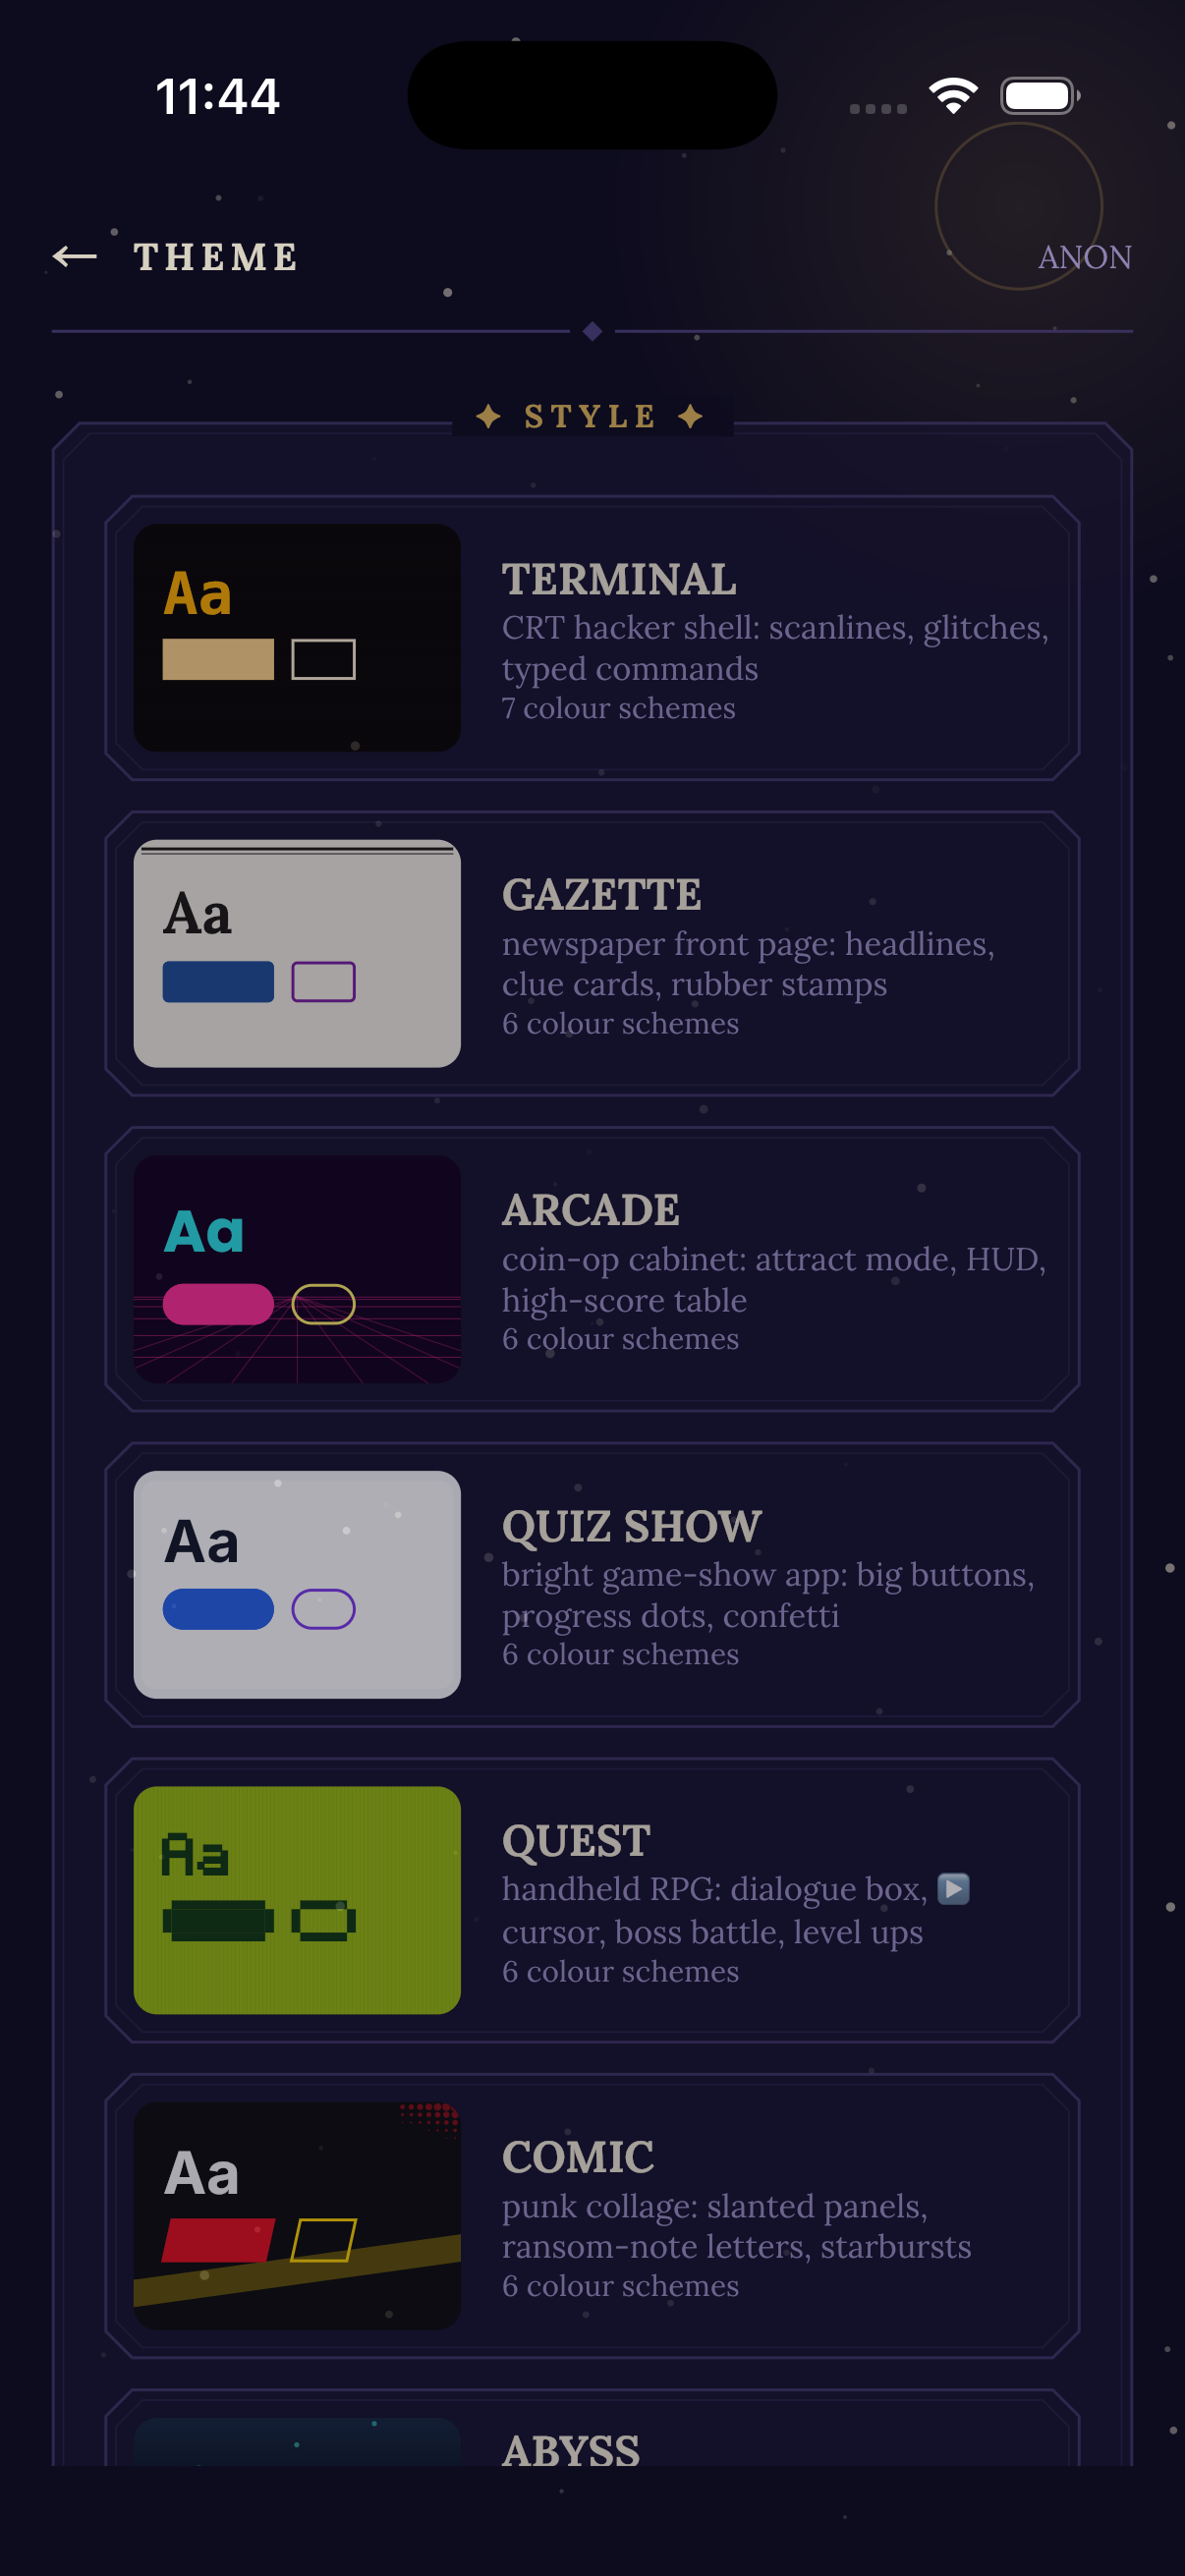 11:44
← THEME
ANON
✦ STYLE ✦
Aa
TERMINAL
CRT hacker shell: scanlines, glitches,
typed commands
7 colour schemes
Aa
GAZETTE
newspaper front page: headlines,
clue cards, rubber stamps
6 colour schemes
Aa
ARCADE
coin-op cabinet: attract mode, HUD,
high-score table
6 colour schemes
Aa
QUIZ SHOW
bright game-show app: big buttons,
progress dots, confetti
6 colour schemes
Aa
QUEST
handheld RPG: dialogue box, ▶️
cursor, boss battle, level ups
6 colour schemes
Aa
COMIC
punk collage: slanted panels,
ransom-note letters, starbursts
6 colour schemes
ABYSS